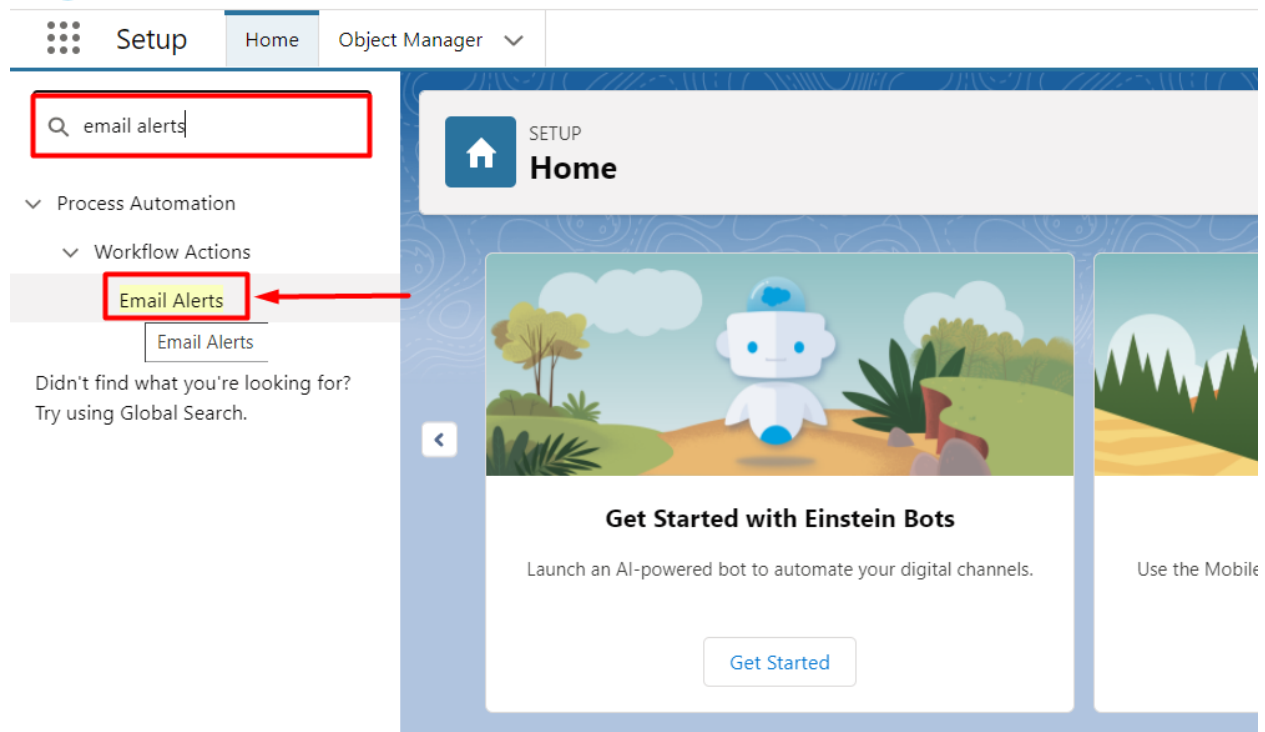 Setup
Home
Object Manager
email alerts
SETUP
Home
Process Automation
Workflow Actions
Email Alerts
Email Alerts
Didn't find what you're looking for?
Try using Global Search.
Get Started with Einstein Bots
Launch an AI-powered bot to automate your digital channels.
Get Started
Use the Mobile